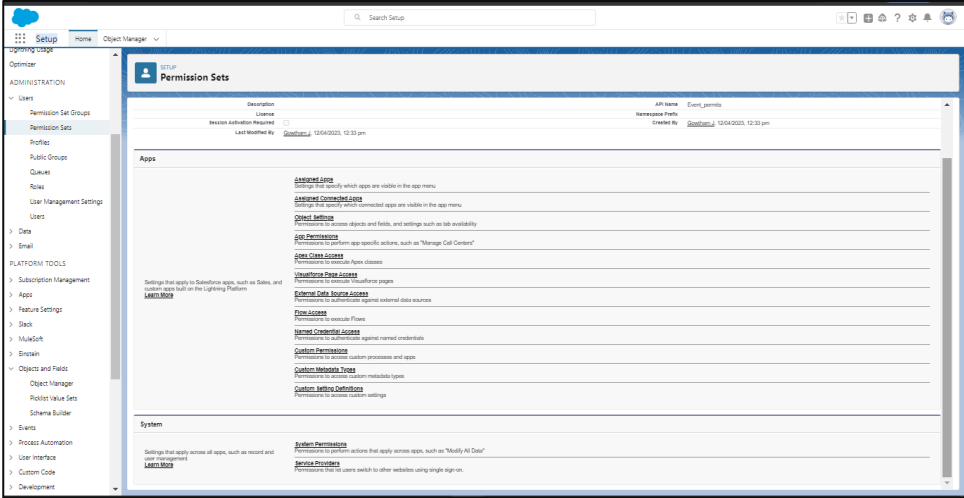 Search Setup
Setup
Home
Object Manager
Lightning Usage
Optimizer
ADMINISTRATION
Users
Permission Set Groups
Permission Sets
Profiles
Public Groups
Queues
Roles
User Management Settings
Users
Data
Email
PLATFORM TOOLS
Subscription Management
Apps
Feature Settings
Slack
MuleSoft
Einstein
Objects and Fields
Object Manager
Picklist Value Sets
Schema Builder
Events
Process Automation
User Interface
Custom Code
Development
SETUP
Permission Sets
Description
API Name Event_permits
License
Namespace Prefix
Session Activation Required
Created By Gowtham J, 12/04/2023, 12:33 pm
Last Modified By Gowtham J, 12/04/2023, 12:33 pm
Apps
Settings that apply to Salesforce apps, such as Sales, and
custom apps built on the Lightning Platform
Learn More
Assigned Apps
Settings that specify which apps are visible in the app menu
Assigned Connected Apps
Settings that specify which connected apps are visible in the app menu
Object Settings
Permissions to access objects and fields, and settings such as tab availability
App Permissions
Permissions to perform app-specific actions, such as "Manage Call Centers"
Apex Class Access
Permissions to execute Apex classes
Visualforce Page Access
Permissions to execute Visualforce pages
External Data Source Access
Permissions to authenticate against external data sources
Flow Access
Permissions to execute Flows
Named Credential Access
Permissions to authenticate against named credentials
Custom Permissions
Permissions to access custom processes and apps
Custom Metadata Types
Permissions to access custom metadata types
Custom Setting Definitions
Permissions to access custom settings
System
Settings that apply across all apps, such as record and
user management
Learn More
System Permissions
Permissions to perform actions that apply across apps, such as "Modify All Data"
Service Providers
Permissions that let users switch to other websites using single sign-on.